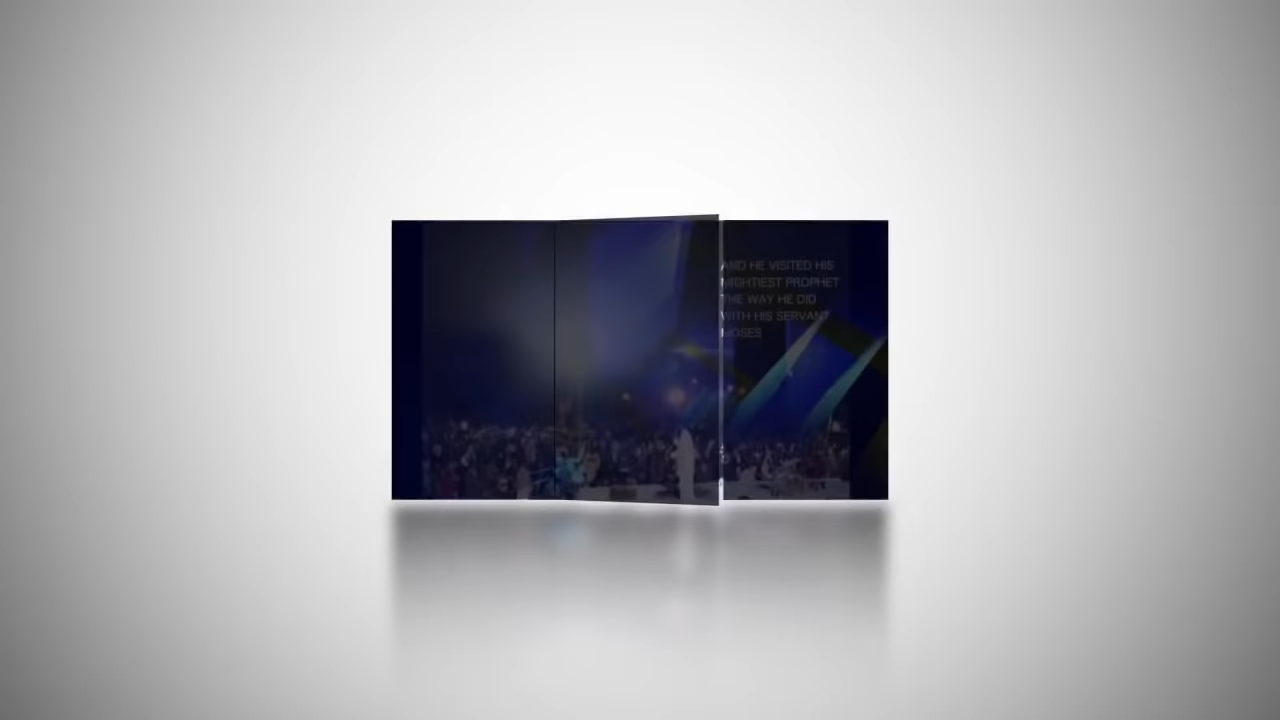 AND HE VISITED HIS
MIGHTIEST PROPHET
THE WAY HE DID
WITH HIS SERVANT
MOSES